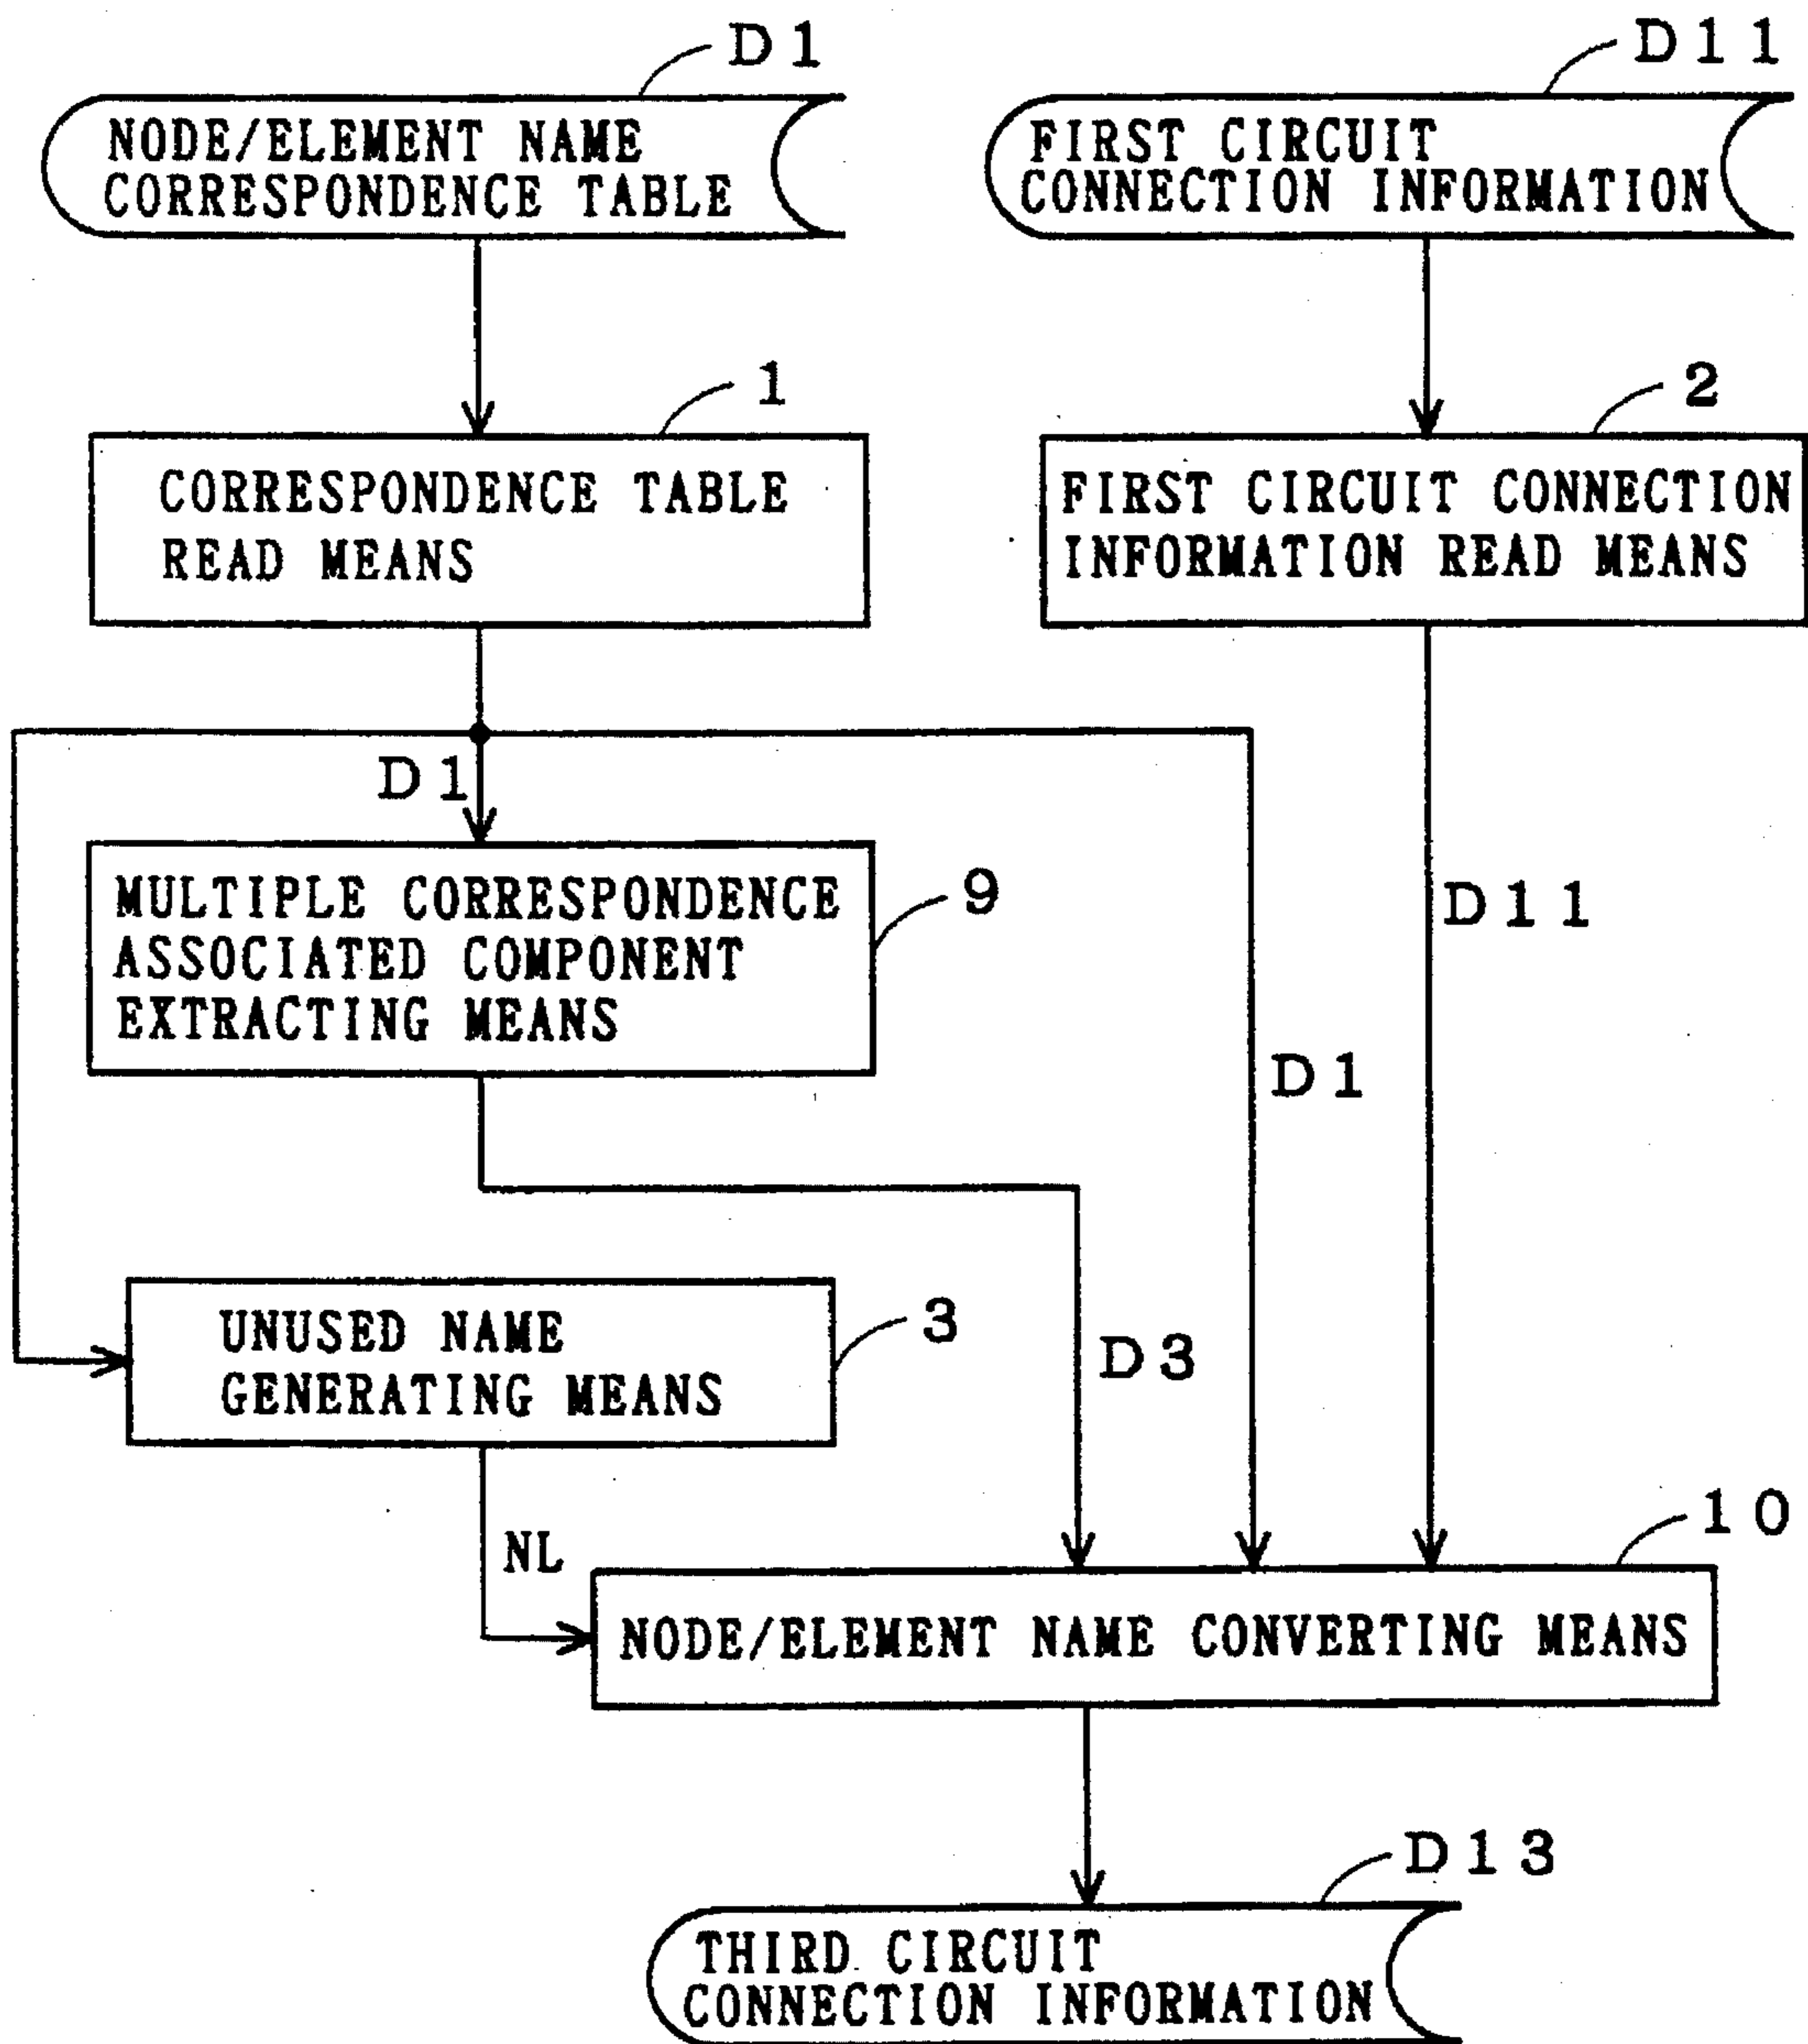 D1
D11
NODE/ELEMENT NAME
CORRESPONDENCE TABLE
FIRST CIRCUIT
CONNECTION INFORMATION
1
2
CORRESPONDENCE TABLE
READ MEANS
FIRST CIRCUIT CONNECTION
INFORMATION READ MEANS
D1
MULTIPLE CORRESPONDENCE
ASSOCIATED COMPONENT
EXTRACTING MEANS
9
D11
D1
UNUSED NAME
GENERATING MEANS
3
D3
NL
10
NODE/ELEMENT NAME CONVERTING MEANS
D13
THIRD CIRCUIT
CONNECTION INFORMATION